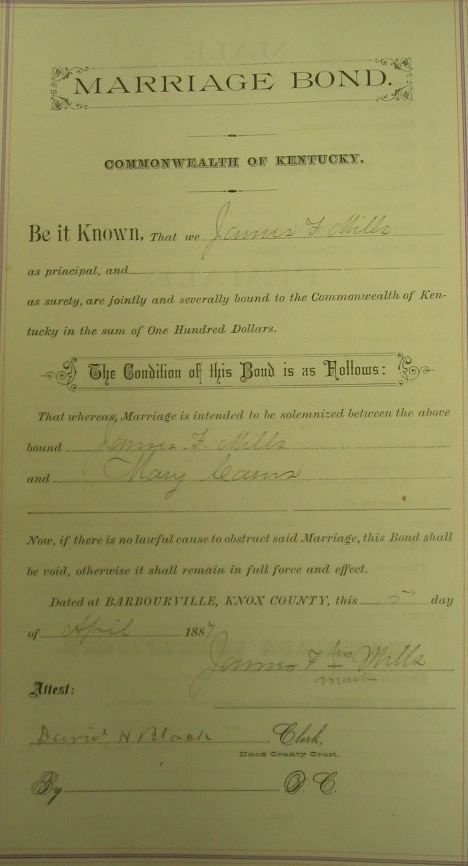 MARRIAGE BOND.
COMMONWEALTH OF KENTUCKY.
Be it Known, That we James F Mills
as principal, and
as surety, are jointly and severally bound to the Commonwealth of Ken-
tucky in the sum of One Hundred Dollars.
The Condition of this Bond is as Follows:
That whereas, Marriage is intended to be solemnized between the above
bound James F. Mills
and Mary
Now, if there is no lawful cause to obstruct said Marriage, this Bond shall
be void, otherwise it shall remain in full force and effect.
Dated at BARBOURVILLE, KNOX COUNTY, this 5" day
of April 1887
James F his Mills
mark
Attest:
David H Black Clerk,
Knox County Court.
By D. C.